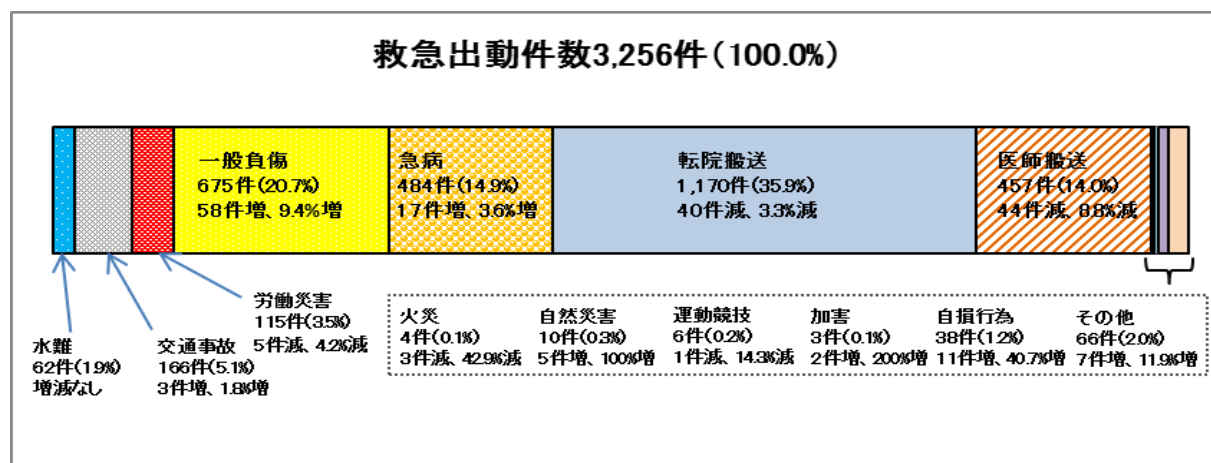 救急出動件数3,256件(100.0%)
一般負傷
675件(20.7%)
58件増、9.4%増
急病
484件(14.9%)
17件増、3.6%増
転院搬送
1,170件(35.9%)
40件減、3.3%減
医師搬送
457件(14.0%)
44件減、8.8%減
水難
62件(1.9%)
増減なし
交通事故
166件(5.1%)
3件増、1.8%増
労働災害
115件(3.5%)
5件減、4.2%減
火災
4件(0.1%)
3件減、42.9%減
自然災害
10件(0.3%)
5件増、100%増
運動競技
6件(0.2%)
1件減、14.3%減
加害
3件(0.1%)
2件増、200%増
自損行為
38件(1.2%)
11件増、40.7%増
その他
66件(2.0%)
7件増、11.9%増